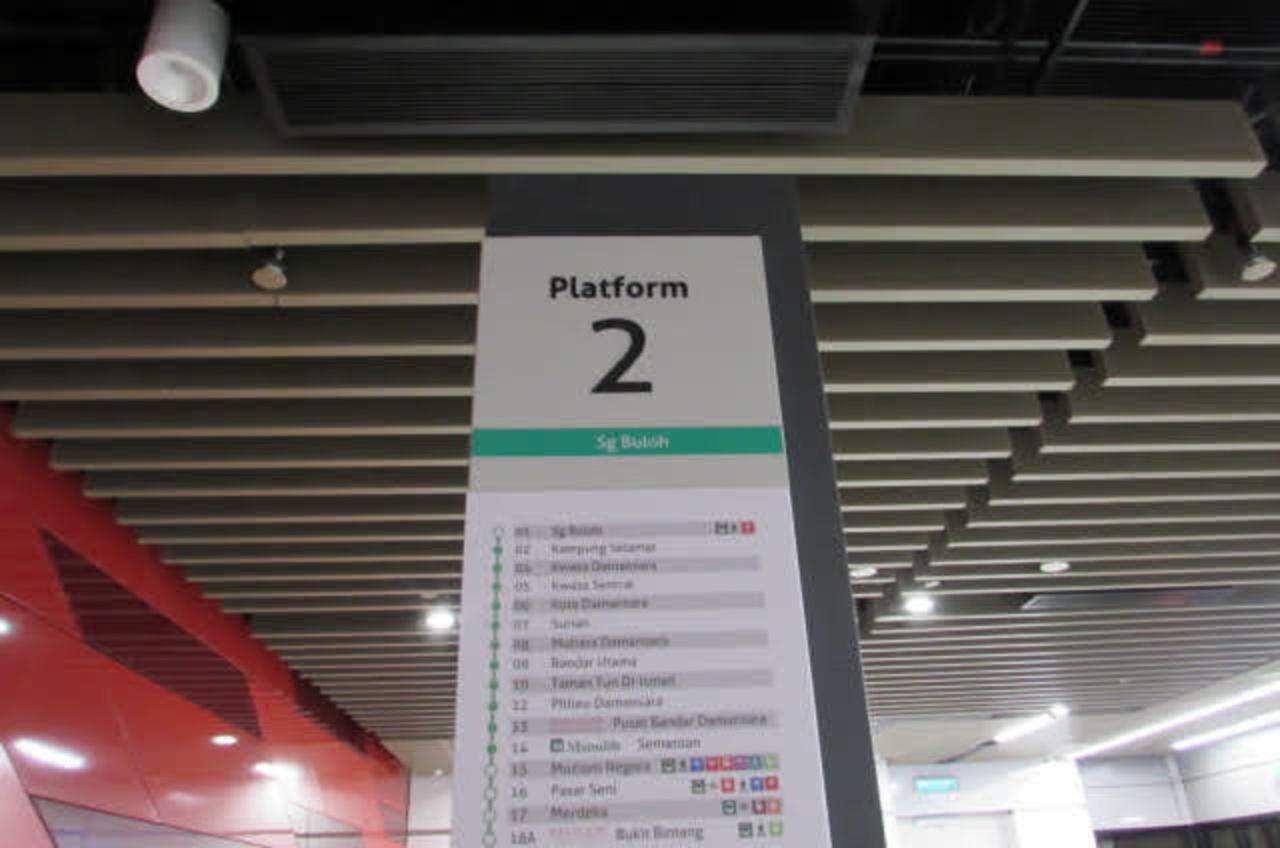 Platform
2
Sg Buloh
01 Sg Buloh
02 Kampung Selamat
04 Kwasa Damansara
05 Kwasa Sentral
06 Kota Damansara
07 Surian
08 Mutiara Damansara
09 Bandar Utama
10 Taman Tun Dr Ismail
12 Phileo Damansara
13 Pusat Bandar Damansara
14 Manulife Semantan
15 Muzium Negara
16 Pasar Seni
17 Merdeka
18A Bukit Bintang